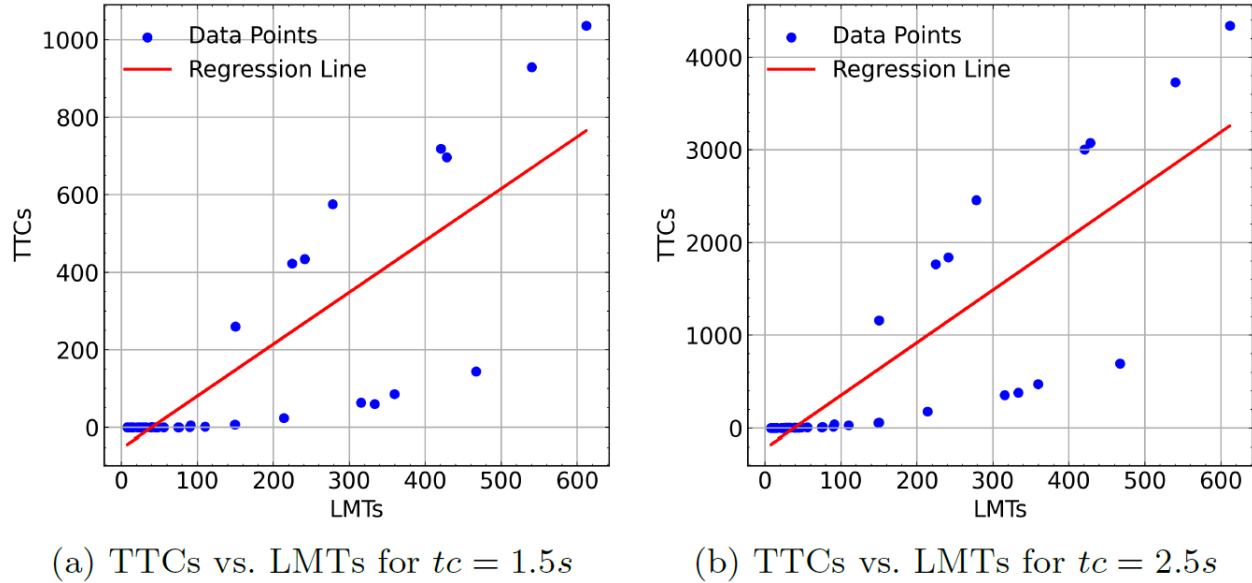 1000
800
600
400
200
0
TTCs
Data Points
Regression Line
0 100 200 300 400 500 600
LMTs
(a) TTCs vs. LMTs for tc = 1.5s
4000
3000
2000
1000
0
TTCs
Data Points
Regression Line
0 100 200 300 400 500 600
LMTs
(b) TTCs vs. LMTs for tc = 2.5s